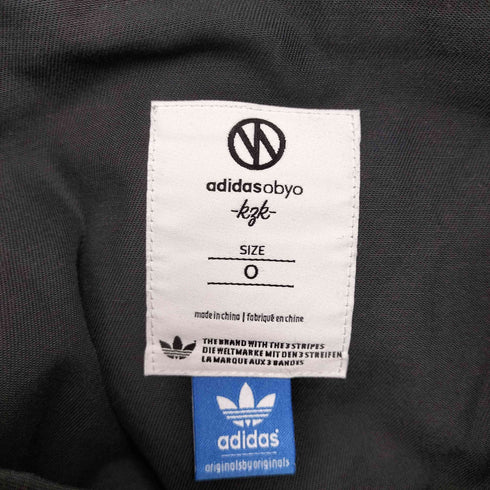 adidasobyo
-kzk-
SIZE
O
made in china | fabriqué en chine
THE BRAND WITH THE 3 STRIPES
DIE WELTMARKE MIT DEN 3 STREIFEN
LA MARQUE AUX 3 BANDES
adidas
originalsbyoriginals